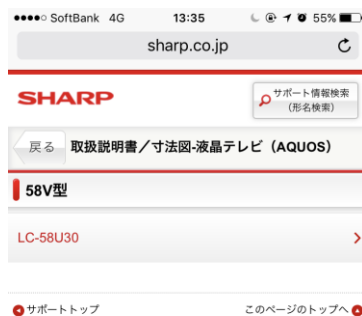 ●●●●○ SoftBank 4G 13:35 55%
sharp.co.jp
SHARP
サポート情報検索
(形名検索)
戻る 取扱説明書/寸法図-液晶テレビ(AQUOS)
58V型
LC-58U30
サポートトップ このページのトップへ